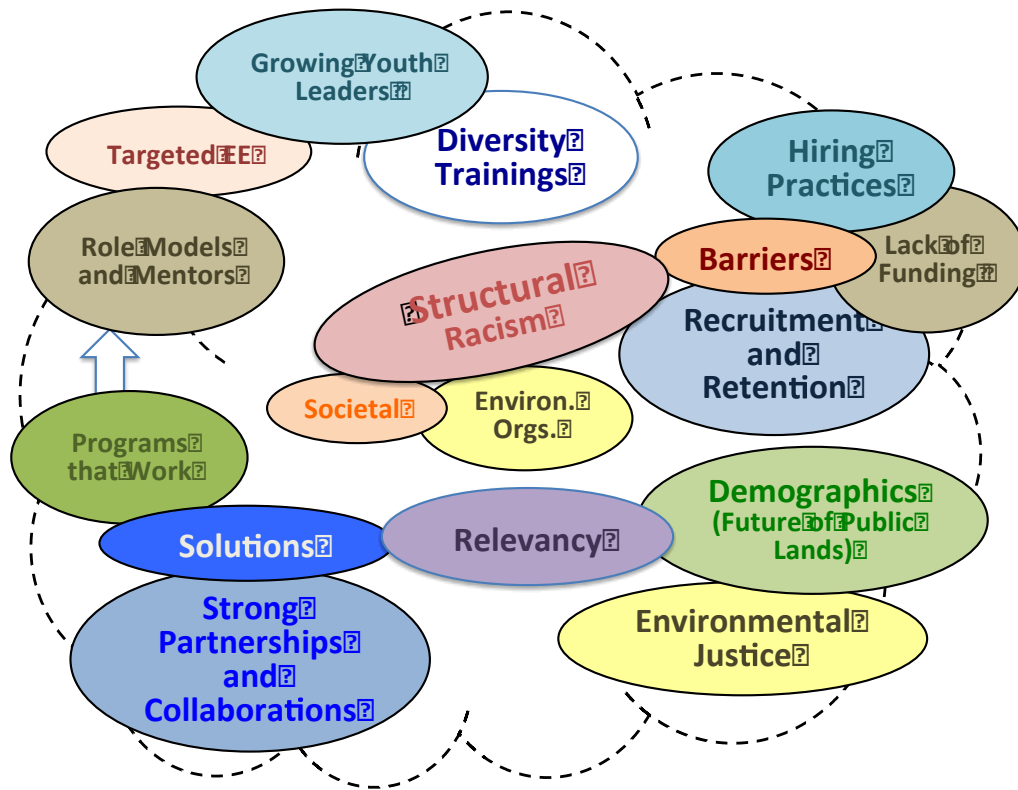 Growing Youth
Leaders
Targeted EE
Diversity
Trainings
Hiring
Practices
Role Models
and Mentors
Barriers
Lack of
Funding
Structural
Racism
Recruitment
and
Retention
Societal
Environ.
Orgs.
Programs
that Work
Demographics
(Future of Public
Lands)
Solutions
Relevancy
Strong
Partnerships
and
Collaborations
Environmental
Justice